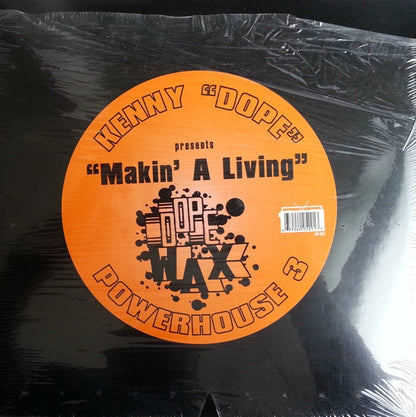 KENNY "DOPE"
presents
"Makin' A Living"
DOPE
WAX
POWERHOUSE 3